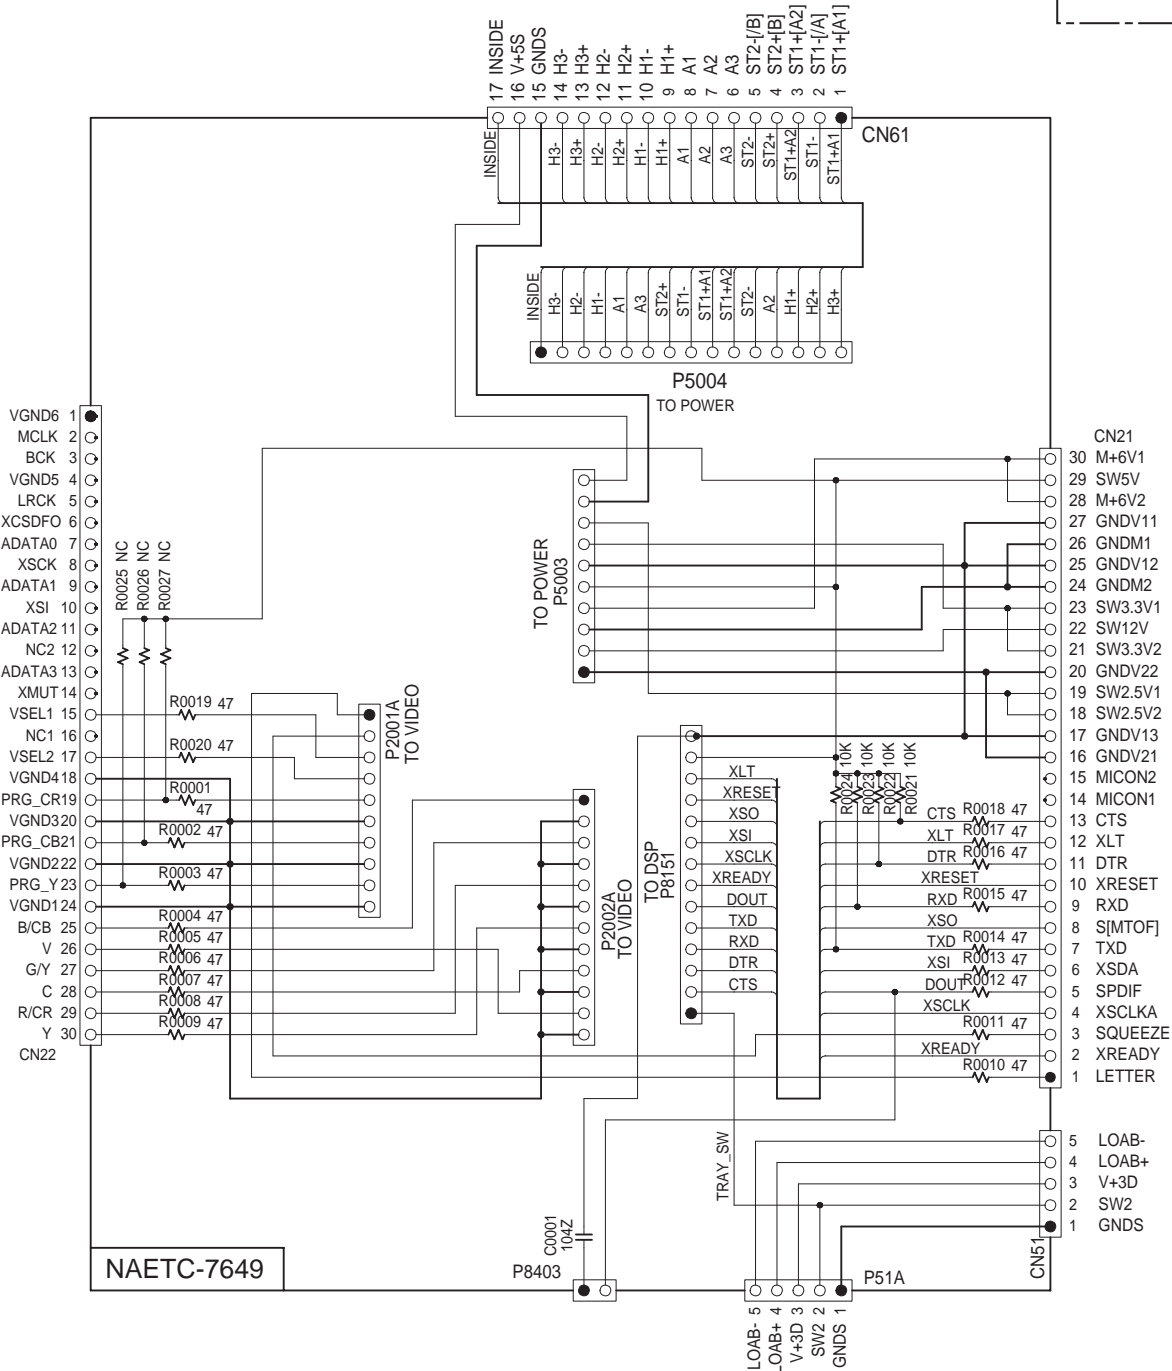 17 INSIDE
16 V+5S
15 GNDS
14 H3-
13 H3+
12 H2-
11 H2+
10 H1-
9 H1+
8 A1
7 A2
6 A3
5 ST2-[/B]
4 ST2+[B]
3 ST1+[A2]
2 ST1-[/A]
1 ST1+[A1]
CN61
INSIDE
H3-
H3+
H2-
H2+
H1-
H1+
A1
A2
A3
ST2-
ST2+
ST1+A2
ST1-
ST1+A1
INSIDE
H3-
H2-
H1-
A1
A3
ST2+
ST1-
ST1+A1
ST1+A2
ST2-
A2
H1+
H2+
H3+
P5004
TO POWER
VGND6 1
MCLK 2
BCK 3
VGND5 4
LRCK 5
XCSDFO 6
ADATA0 7
XSCK 8
ADATA1 9
XSI 10
ADATA2 11
NC2 12
ADATA3 13
XMUT 14
VSEL1 15
NC1 16
VSEL2 17
VGND4 18
PRG_CR 19
VGND3 20
PRG_CB 21
VGND2 22
PRG_Y 23
VGND1 24
B/CB 25
V 26
G/Y 27
C 28
R/CR 29
Y 30
CN22
R0025 NC
R0026 NC
R0027 NC
R0019 47
R0020 47
R0001
47
R0002 47
R0003 47
R0004 47
R0005 47
R0006 47
R0007 47
R0008 47
R0009 47
P2001A
TO VIDEO
TO POWER
P5003
P2002A
TO VIDEO
TO DSP
P8151
XLT
XRESET
XSO
XSI
XSCLK
XREADY
DOUT
TXD
RXD
DTR
CTS
R0024 10K
R0023 10K
R0022 10K
R0021 10K
CTS R0018 47
XLT R0017 47
DTR R0016 47
XRESET
RXD R0015 47
XSO
TXD R0014 47
XSI R0013 47
DOUT R0012 47
XSCLK
R0011 47
XREADY
R0010 47
CN21
30 M+6V1
29 SW5V
28 M+6V2
27 GNDV11
26 GNDM1
25 GNDV12
24 GNDM2
23 SW3.3V1
22 SW12V
21 SW3.3V2
20 GNDV22
19 SW2.5V1
18 SW2.5V2
17 GNDV13
16 GNDV21
15 MICON2
14 MICON1
13 CTS
12 XLT
11 DTR
10 XRESET
9 RXD
8 S[MTOF]
7 TXD
6 XSDA
5 SPDIF
4 XSCLKA
3 SQUEEZE
2 XREADY
1 LETTER
5 LOAB-
4 LOAB+
3 V+3D
2 SW2
1 GNDS
CN51
TRAY_SW
C0001
104Z
P8403
P51A
LOAB- 5
LOAB+ 4
V+3D 3
SW2 2
GNDS 1
NAETC-7649